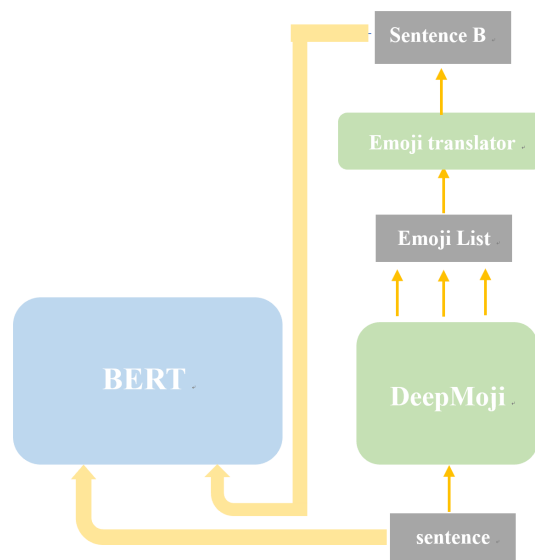 Sentence B
Emoji translator
Emoji List
BERT
DeepMoji
sentence